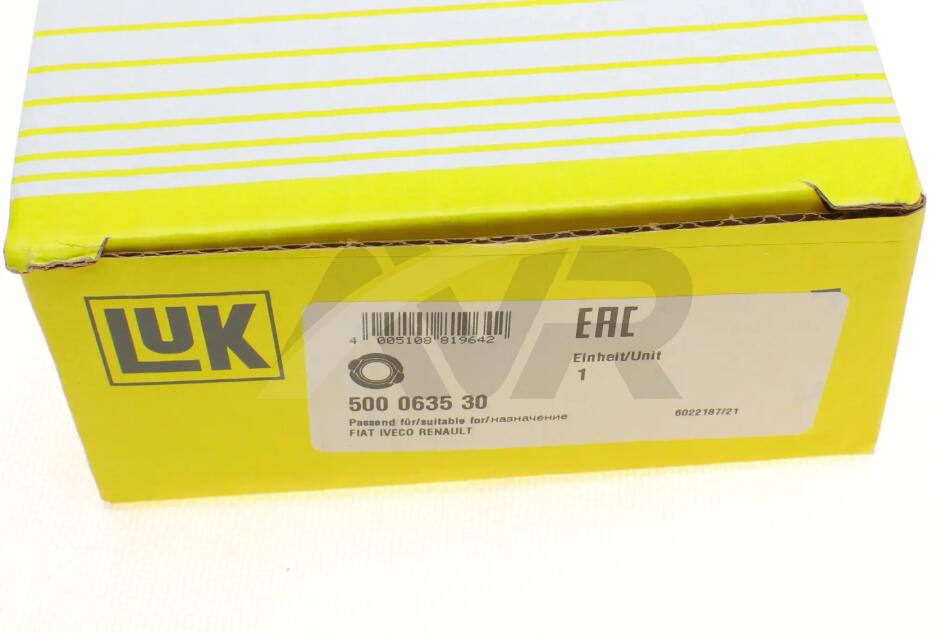 LUK
4 005108 819642
EAC
Einheit/Unit
1
500 0635 30
Passend für/suitable for/назначение
FIAT IVECO RENAULT
6022187/21
AVR